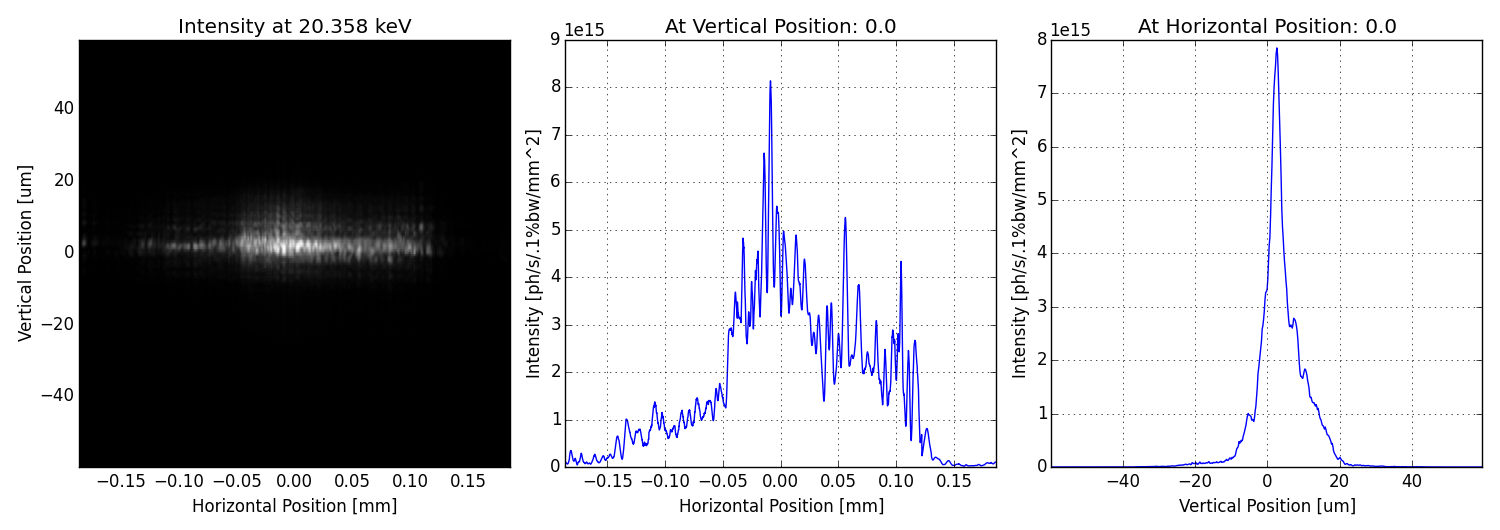 Intensity at 20.358 keV
Vertical Position [um]
40
20
0
−20
−40
−0.15 −0.10 −0.05 0.00 0.05 0.10 0.15
Horizontal Position [mm]
1e15
At Vertical Position: 0.0
Intensity [ph/s/.1%bw/mm^2]
9
8
7
6
5
4
3
2
1
0
−0.15 −0.10 −0.05 0.00 0.05 0.10 0.15
Horizontal Position [mm]
1e15
At Horizontal Position: 0.0
Intensity [ph/s/.1%bw/mm^2]
8
7
6
5
4
3
2
1
0
−40 −20 0 20 40
Vertical Position [um]